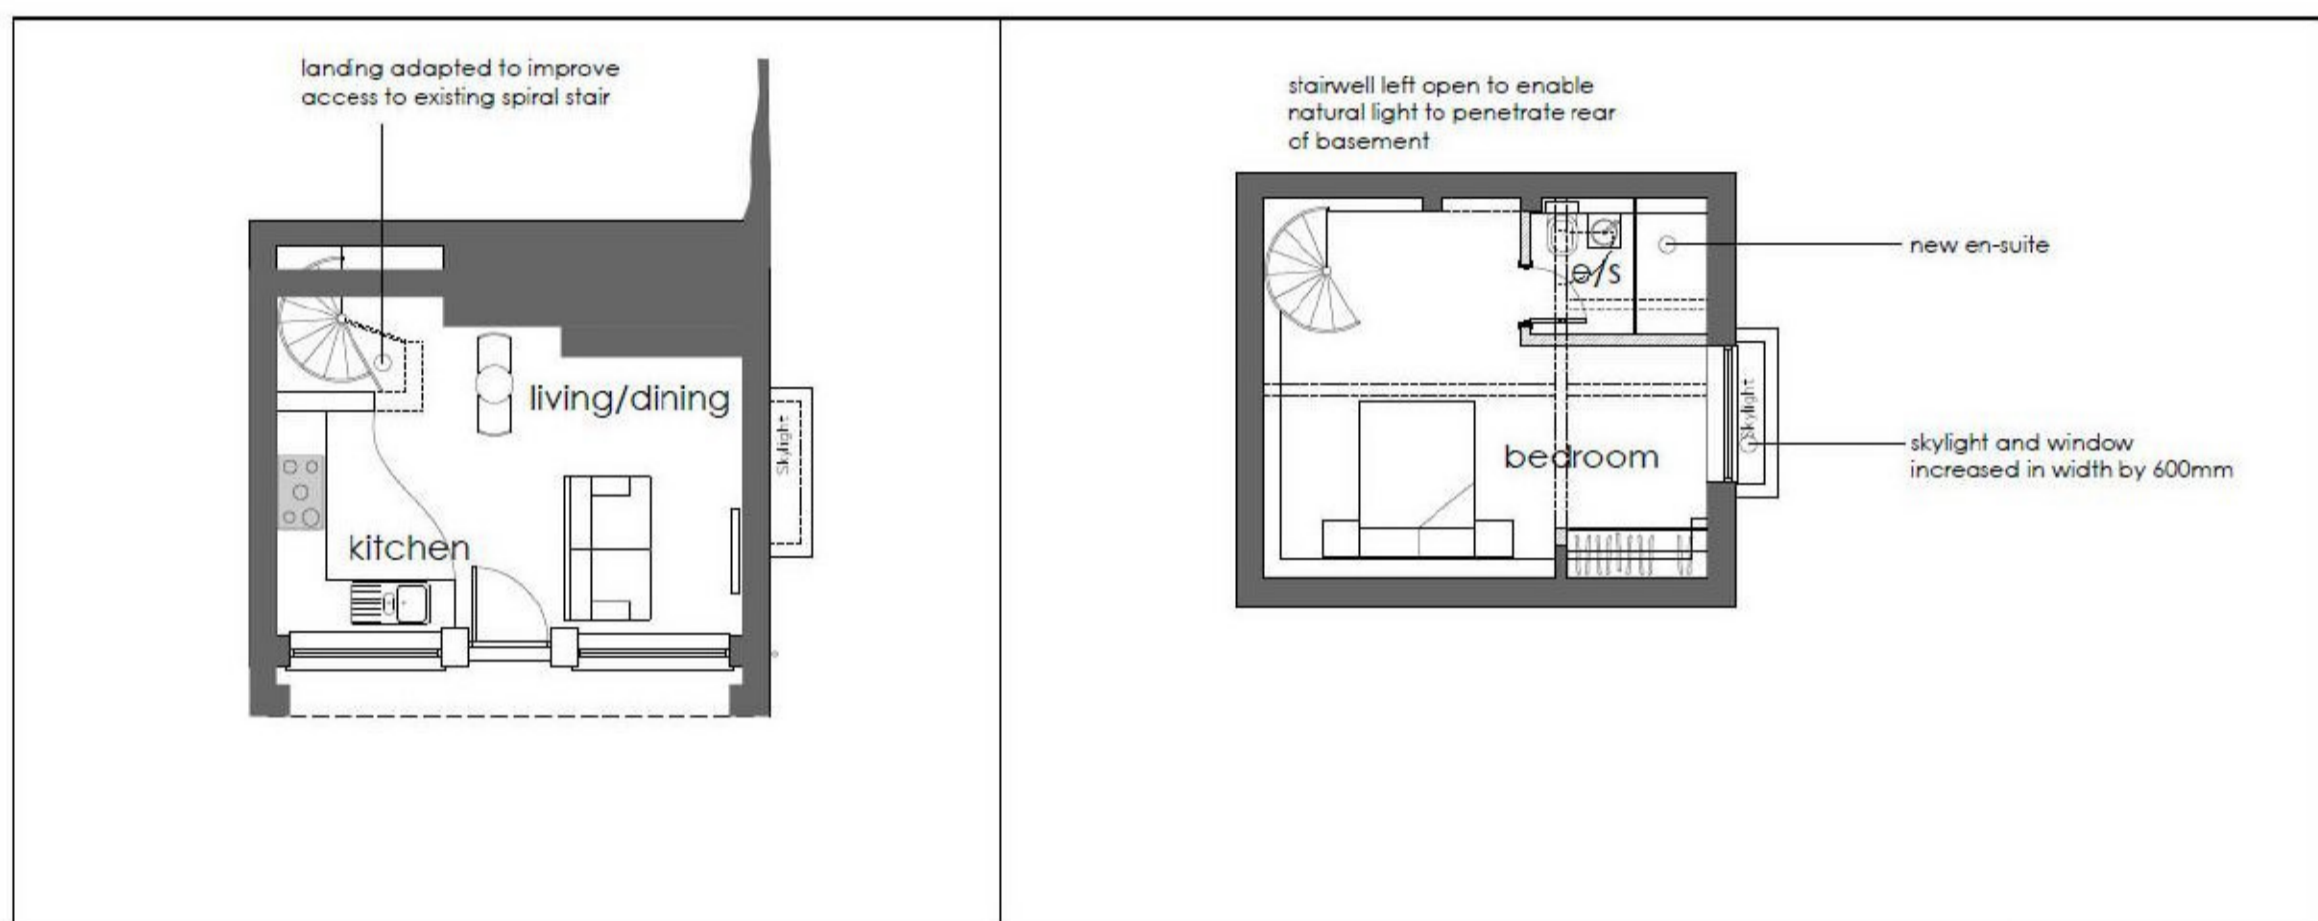 landing adapted to improve
access to existing spiral stair
living/dining
Skylight
kitchen
stairwell left open to enable
natural light to penetrate rear
of basement
new en-suite
e/s
Skylight
skylight and window
increased in width by 600mm
bedroom